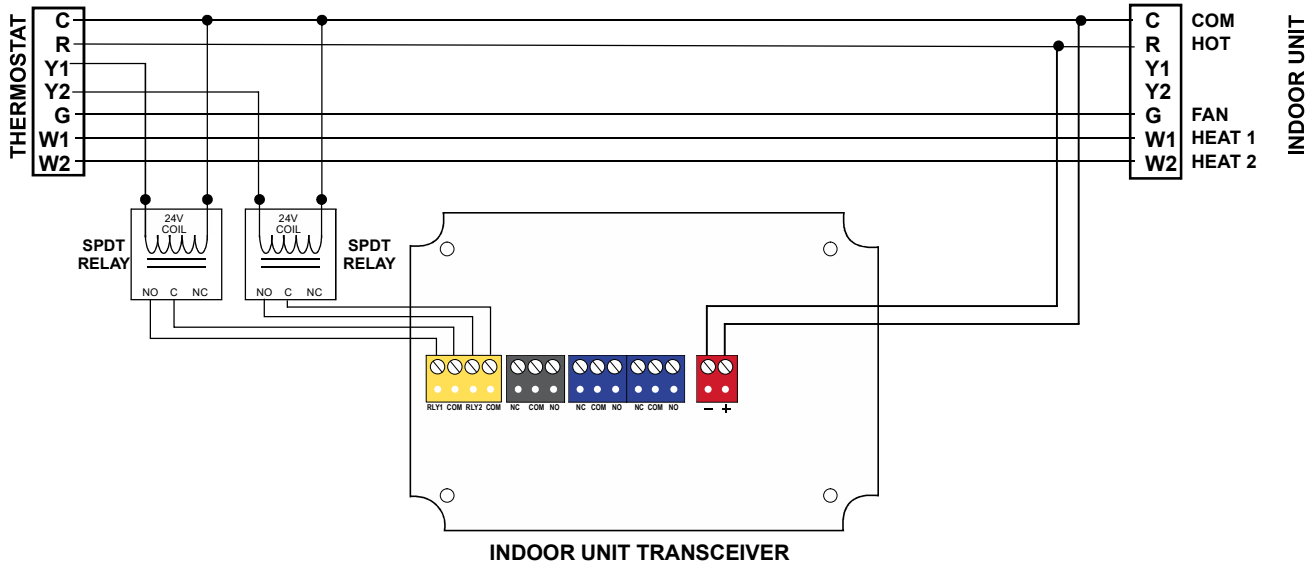 THERMOSTAT
C
R
Y1
Y2
G
W1
W2
C COM
R HOT
Y1
Y2
G FAN
W1 HEAT 1
W2 HEAT 2
INDOOR UNIT
SPDT
RELAY
24V
COIL
NO C NC
24V
COIL
NO C NC
SPDT
RELAY
RLY1 COM RLY2 COM
NC COM NO
NC COM NO
NC COM NO
– +
INDOOR UNIT TRANSCEIVER